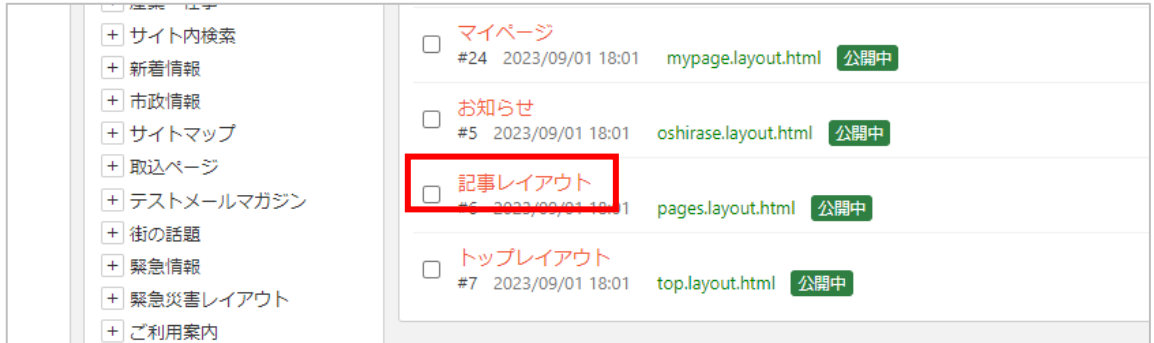 サイト内検索
新着情報
市政情報
サイトマップ
取込ページ
テストメールマガジン
街の話題
緊急情報
緊急災害レイアウト
ご利用案内
マイページ
#24 2023/09/01 18:01 mypage.layout.html 公開中
お知らせ
#5 2023/09/01 18:01 oshirase.layout.html 公開中
記事レイアウト
#6 2023/09/01 18:01 pages.layout.html 公開中
トップレイアウト
#7 2023/09/01 18:01 top.layout.html 公開中